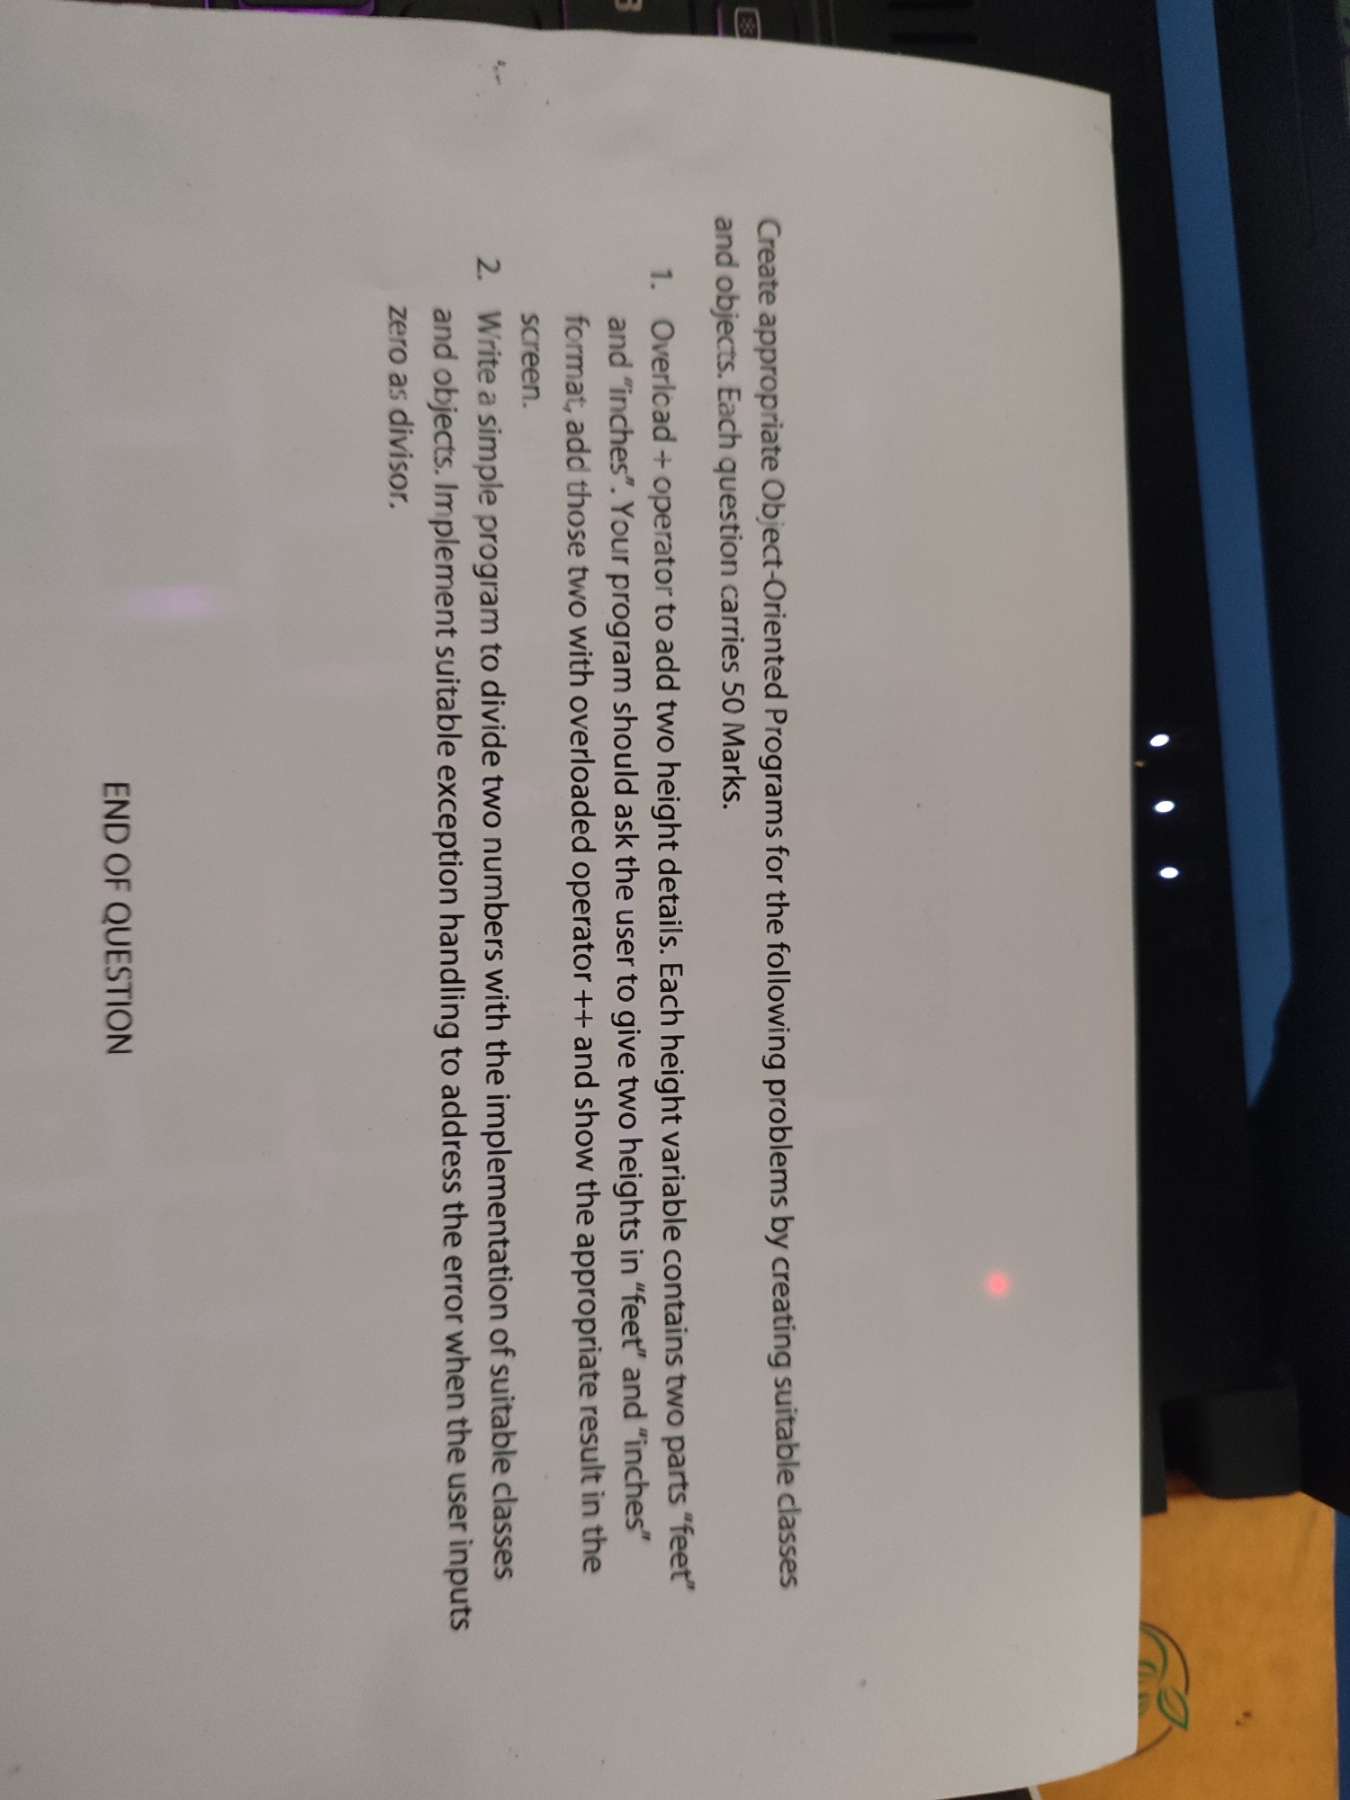 Create appropriate Object-Oriented Programs for the following problems by creating suitable classes
and objects. Each question carries 50 Marks.
1. Overload + operator to add two height details. Each height variable contains two parts “feet”
and “inches”. Your program should ask the user to give two heights in “feet” and “inches”
format, add those two with overloaded operator ++ and show the appropriate result in the
screen.
2. Write a simple program to divide two numbers with the implementation of suitable classes
and objects. Implement suitable exception handling to address the error when the user inputs
zero as divisor.
END OF QUESTION